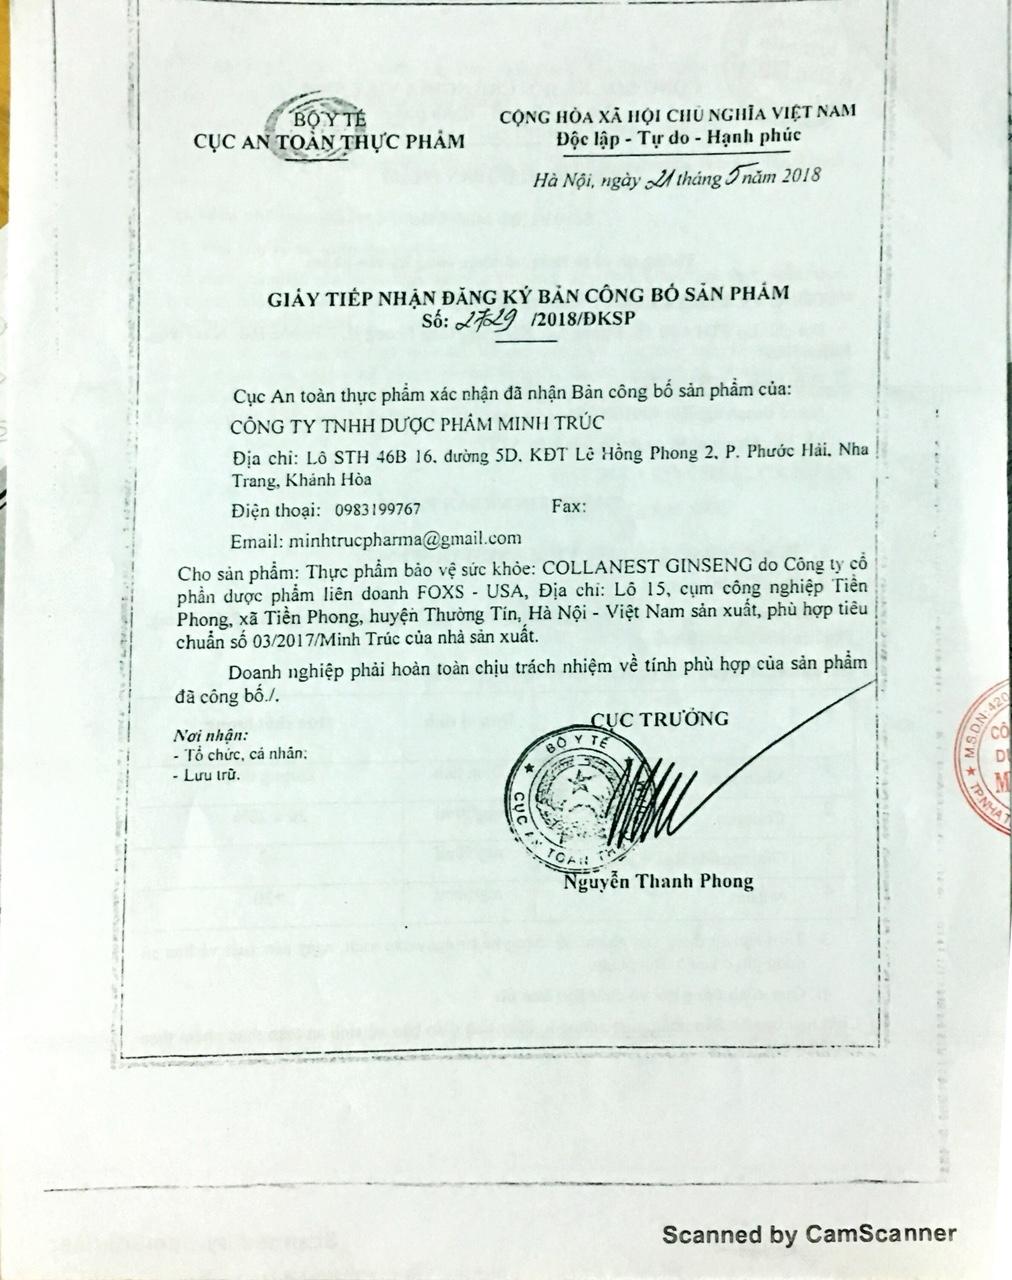 BỘ Y TẾ
CỤC AN TOÀN THỰC PHẨM
CỘNG HÒA XÃ HỘI CHỦ NGHĨA VIỆT NAM
Độc lập - Tự do - Hạnh phúc
Hà Nội, ngày 21 tháng 5 năm 2018
GIẤY TIẾP NHẬN ĐĂNG KÝ BẢN CÔNG BỐ SẢN PHẨM
Số: 2729 /2018/ĐKSP
Cục An toàn thực phẩm xác nhận đã nhận Bản công bố sản phẩm của:
CÔNG TY TNHH DƯỢC PHẨM MINH TRÚC
Địa chỉ: Lô STH 46B 16, đường 5D, KĐT Lê Hồng Phong 2, P. Phước Hải, Nha
Trang, Khánh Hòa
Điện thoại: 0983199767 Fax:
Email: minhtrucpharma@gmail.com
Cho sản phẩm: Thực phẩm bảo vệ sức khỏe: COLLANEST GINSENG do Công ty cổ
phần dược phẩm liên doanh FOXS - USA, Địa chỉ: Lô 15, cụm công nghiệp Tiền
Phong, xã Tiền Phong, huyện Thường Tín, Hà Nội - Việt Nam sản xuất, phù hợp tiêu
chuẩn số 03/2017/Minh Trúc của nhà sản xuất.
Doanh nghiệp phải hoàn toàn chịu trách nhiệm về tính phù hợp của sản phẩm
đã công bố./.
Nơi nhận:
- Tổ chức, cá nhân;
- Lưu trữ.
CỤC TRƯỞNG
BỘ Y TẾ
CỤC AN TOÀN
Nguyễn Thanh Phong
M.S.D.N: 420
TP.NHA T
Scanned by CamScanner